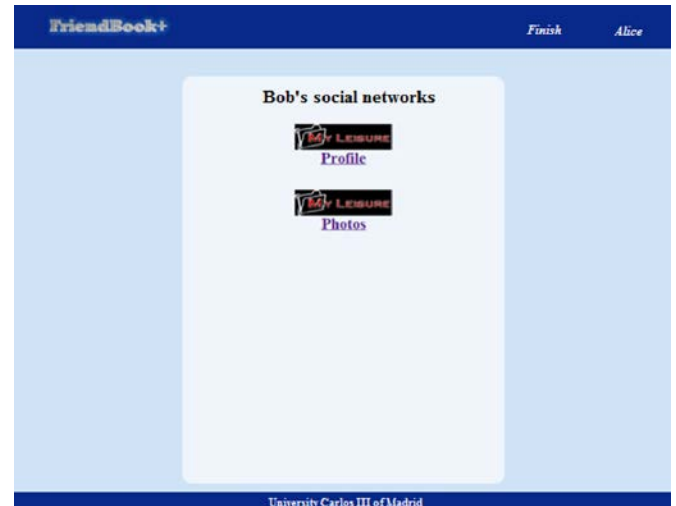 FriendBook+
Finish Alice
Bob's social networks
My Leisure
Profile
My Leisure
Photos
University Carlos III of Madrid